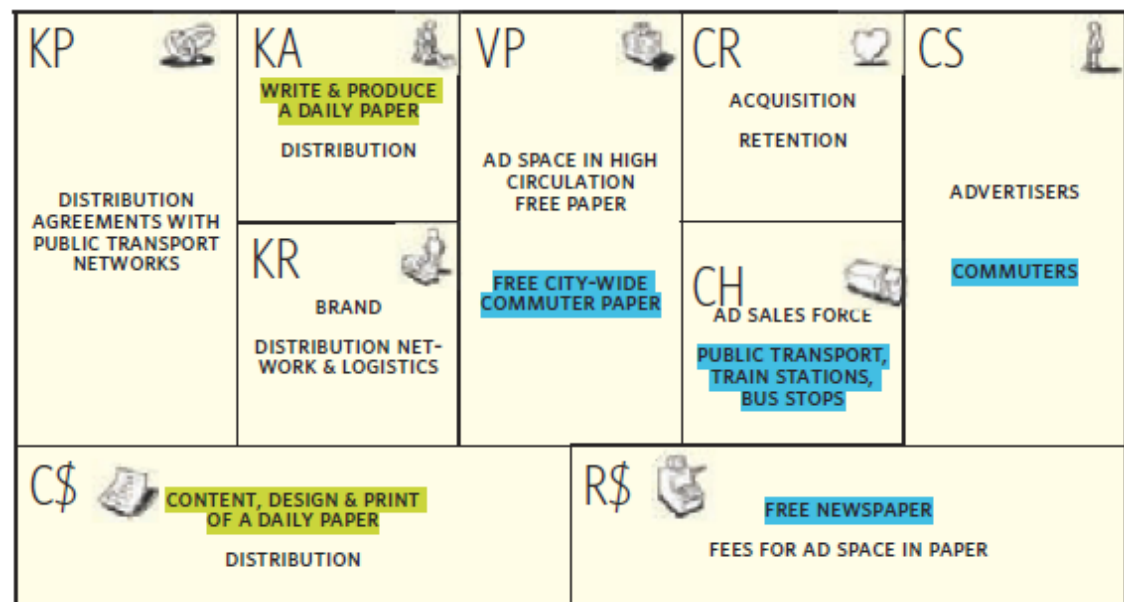 KP
DISTRIBUTION
AGREEMENTS WITH
PUBLIC TRANSPORT
NETWORKS
KA
WRITE & PRODUCE
A DAILY PAPER
DISTRIBUTION
KR
BRAND
DISTRIBUTION NET-
WORK & LOGISTICS
VP
AD SPACE IN HIGH
CIRCULATION
FREE PAPER
FREE CITY-WIDE
COMMUTER PAPER
CR
ACQUISITION
RETENTION
CH
AD SALES FORCE
PUBLIC TRANSPORT,
TRAIN STATIONS,
BUS STOPS
CS
ADVERTISERS
COMMUTERS
C$
CONTENT, DESIGN & PRINT
OF A DAILY PAPER
DISTRIBUTION
R$
FREE NEWSPAPER
FEES FOR AD SPACE IN PAPER